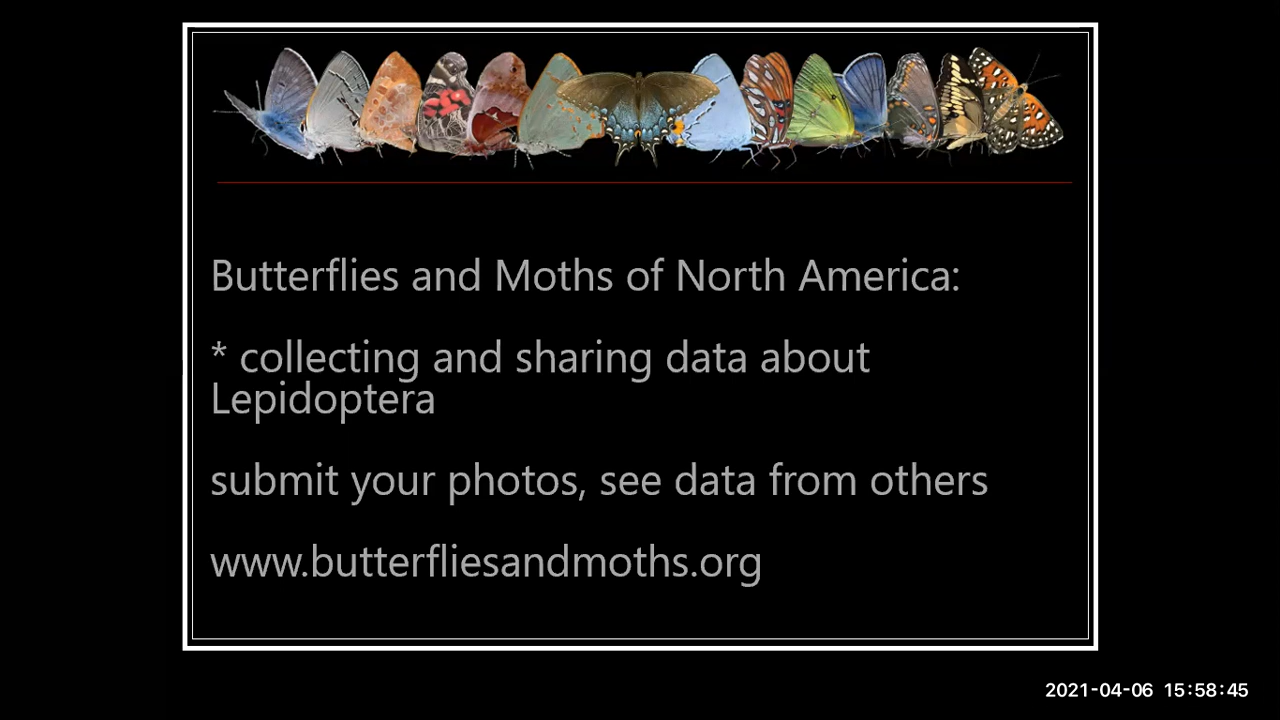 Butterflies and Moths of North America:
* collecting and sharing data about
Lepidoptera
submit your photos, see data from others
www.butterfliesandmoths.org
2021-04-06 15:58:45